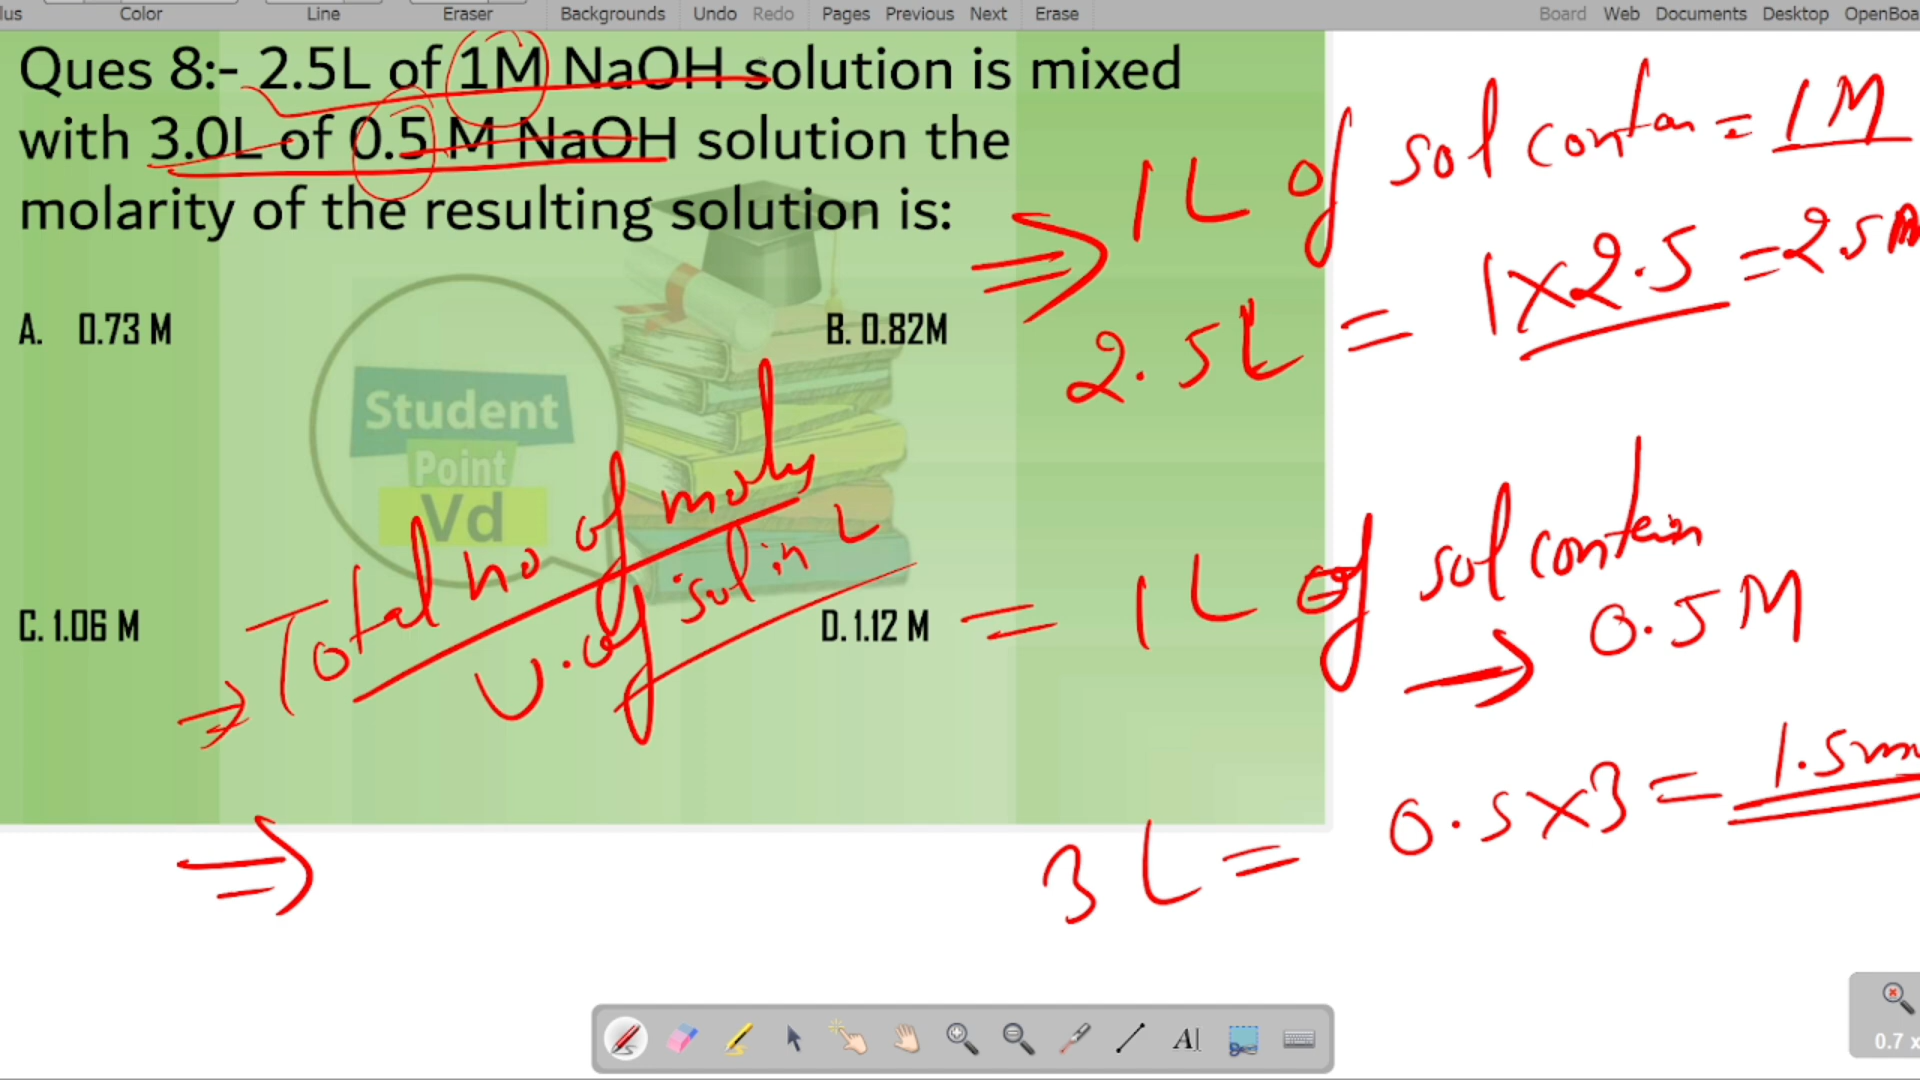 lus Color Line Eraser Backgrounds Undo Redo Pages Previous Next Erase Board Web Documents Desktop OpenBoa
Ques 8:- 2.5L of 1M NaOH solution is mixed
with 3.0L of 0.5 M NaOH solution the
molarity of the resulting solution is:
A. 0.73 M
B. 0.82M
C. 1.06 M
D. 1.12 M
Student
Point
Vd
⇒ 1L of sol contan = 1M
2.5L = 1×2.5 = 2.5m
= 1L of sol contain
→ 0.5M
3L = 0.5×3 = 1.5m
⇒ Total no of moles
v. of sol in L
⇒
A
0.7 x